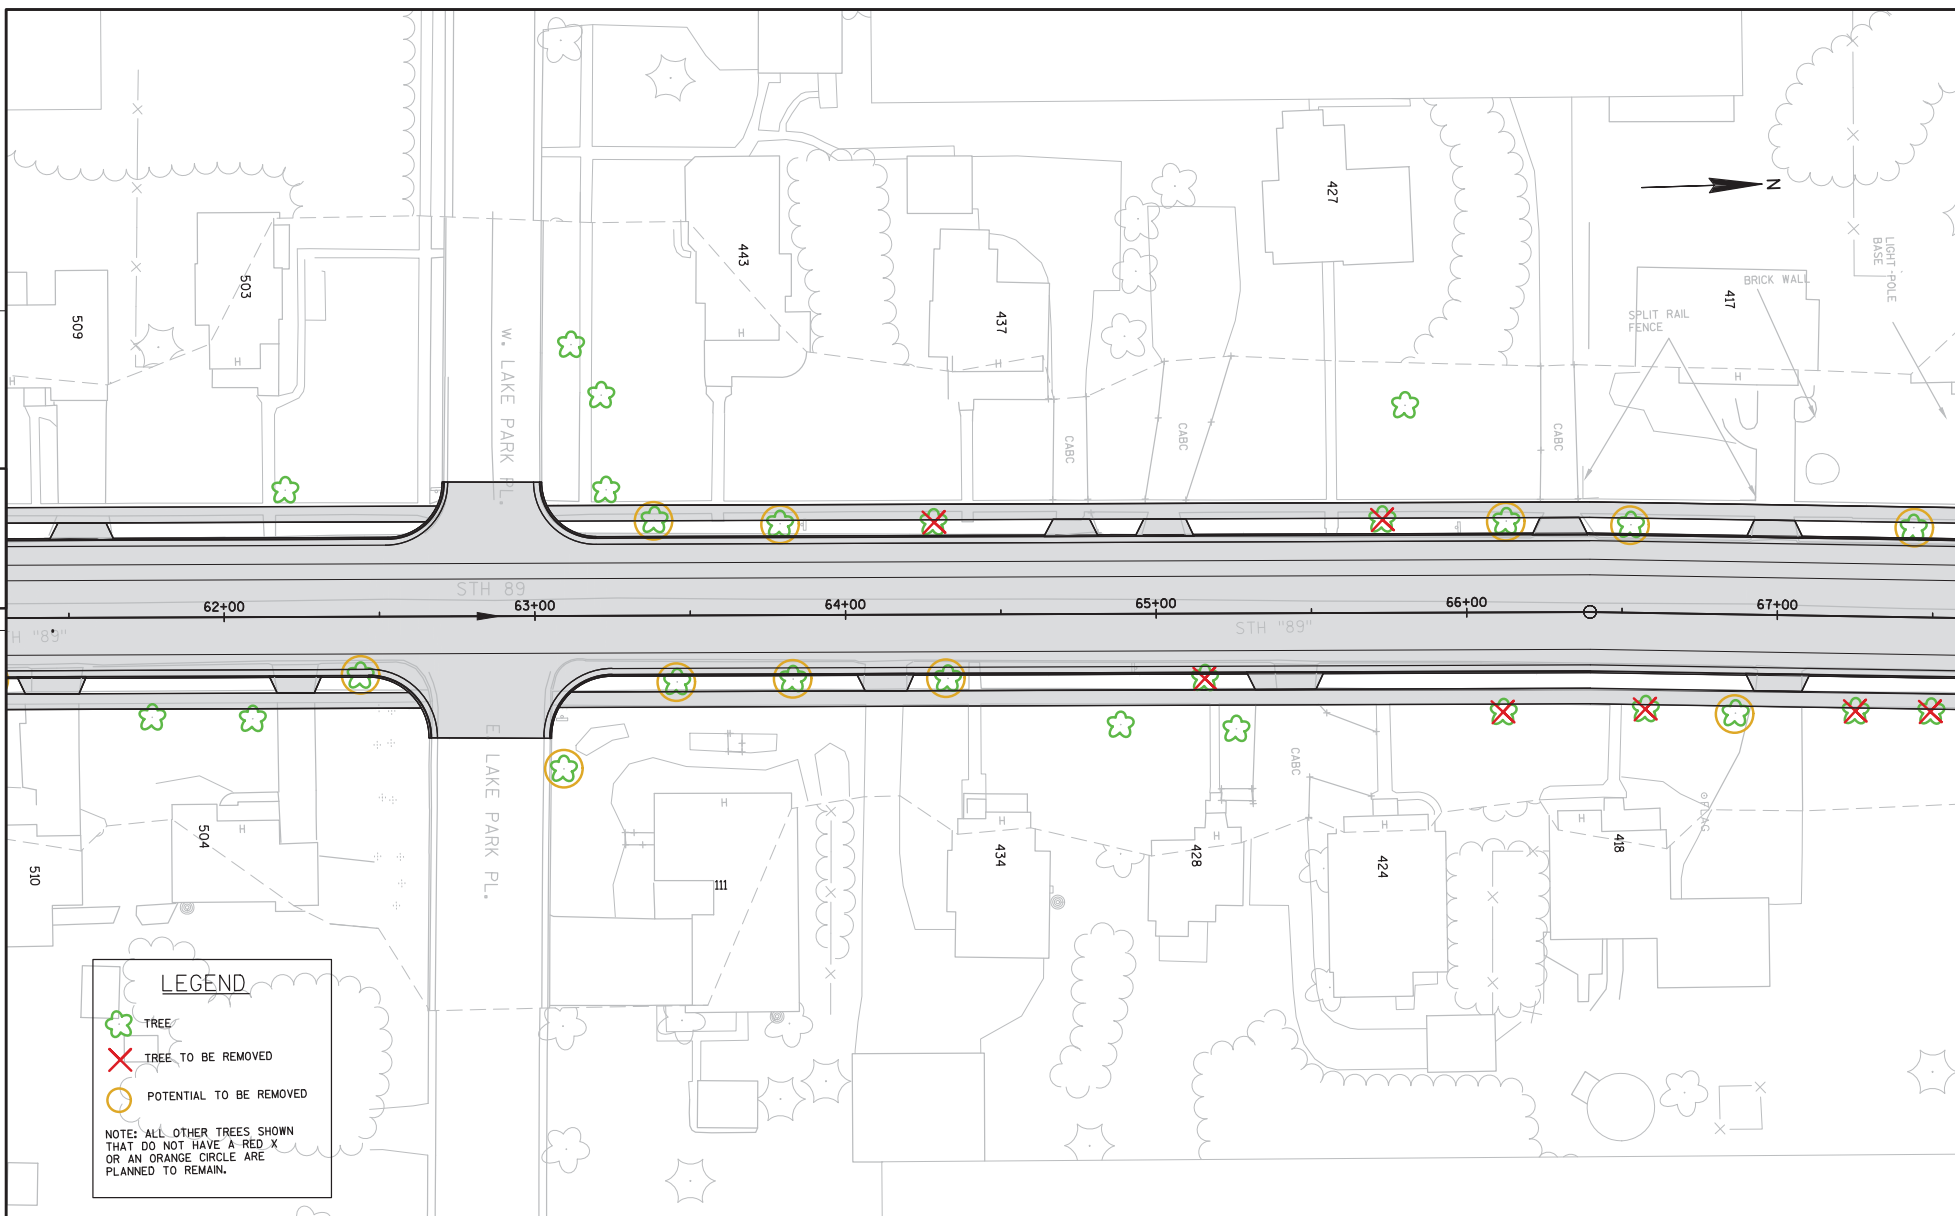 427
N
443
LIGHT POLE
BASE
503
BRICK WALL
417
437
SPLIT RAIL
FENCE
509
H
H
H
H
H
W. LAKE PARK PL.
CABC
CABC
CABC
STH 89
62+00
63+00
64+00
65+00
66+00
67+00
TH "89"
STH "89"
E LAKE PARK PL.
CABC
H
H
H
H
H
H
FLAG
504
434
428
424
418
510
111
LEGEND
TREE
TREE TO BE REMOVED
POTENTIAL TO BE REMOVED
NOTE: ALL OTHER TREES SHOWN
THAT DO NOT HAVE A RED X
OR AN ORANGE CIRCLE ARE
PLANNED TO REMAIN.